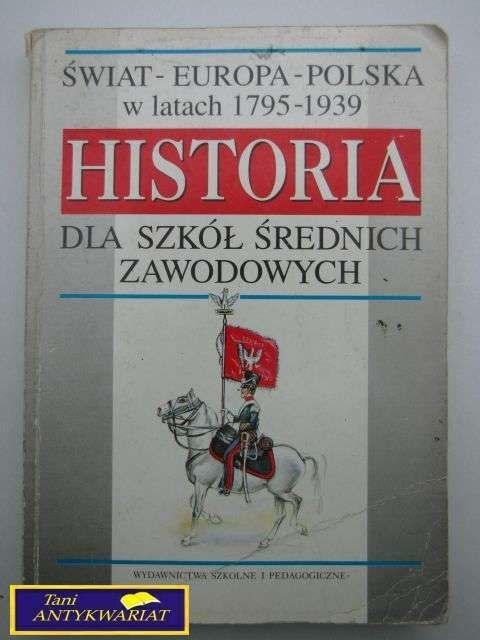 ŚWIAT - EUROPA - POLSKA
w latach 1795-1939
HISTORIA
DLA SZKÓŁ ŚREDNICH
ZAWODOWYCH
WYDAWNICTWA SZKOLNE I PEDAGOGICZNE
Tani
ANTYKWARIAT